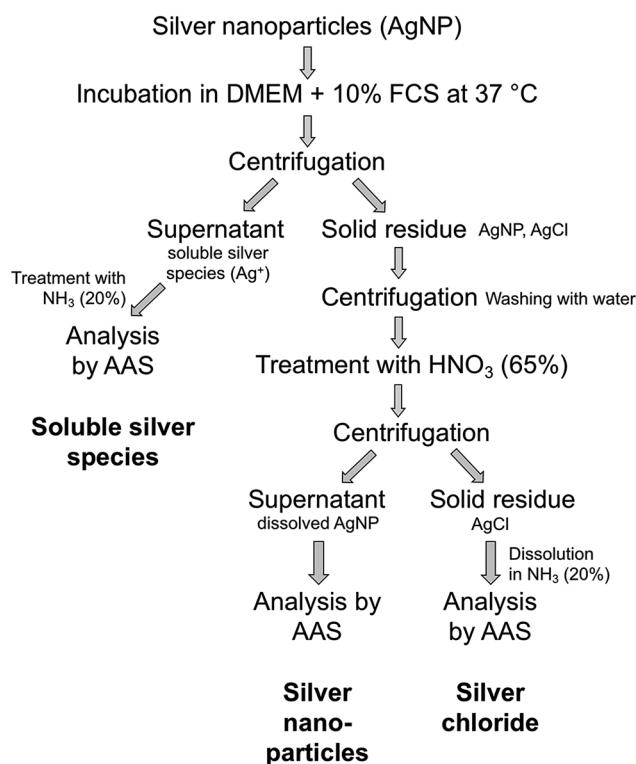 Silver nanoparticles (AgNP)
Incubation in DMEM + 10% FCS at 37 °C
Centrifugation
Supernatant
soluble silver
species (Ag⁺)
Treatment with
NH₃ (20%)
Analysis
by AAS
Soluble silver
species
Solid residue AgNP, AgCl
Centrifugation Washing with water
Treatment with HNO₃ (65%)
Centrifugation
Supernatant
dissolved AgNP
Analysis by
AAS
Silver
nano-
particles
Solid residue
AgCl
Dissolution
in NH₃ (20%)
Analysis
by AAS
Silver
chloride